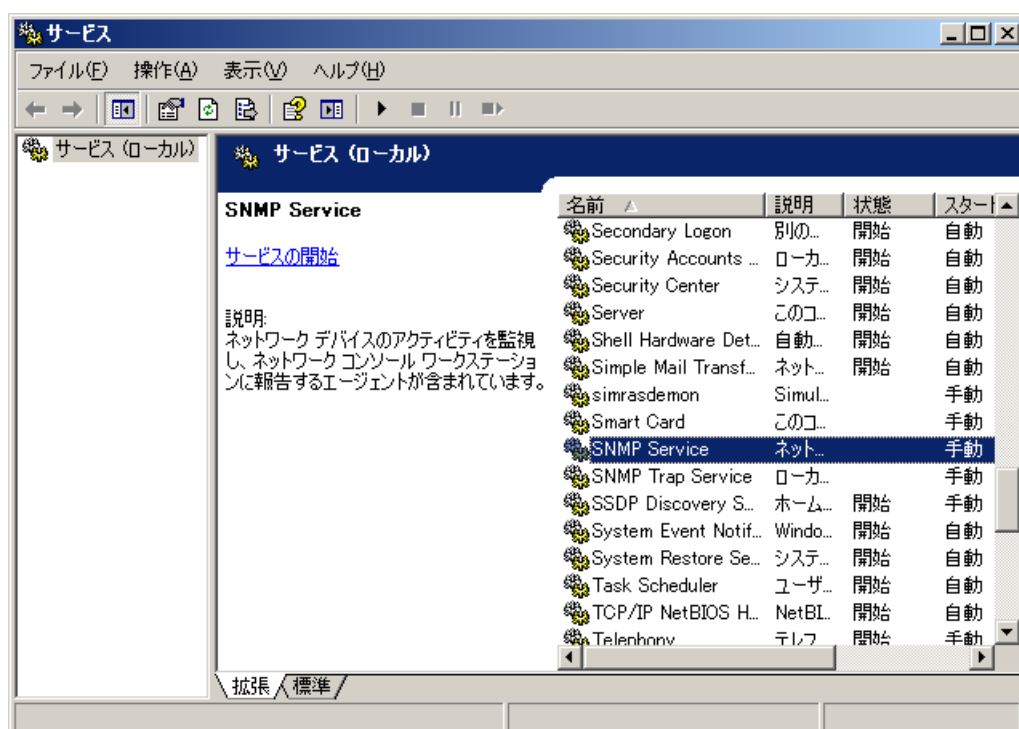 サービス
ファイル(F) 操作(A) 表示(V) ヘルプ(H)
サービス (ローカル)
サービス (ローカル)
SNMP Service
サービスの開始
説明:
ネットワーク デバイスのアクティビティを監視
し、ネットワーク コンソール ワークステーショ
ンに報告するエージェントが含まれています。
名前 説明 状態 スタート
Secondary Logon 別の... 開始 自動
Security Accounts ... ローカ... 開始 自動
Security Center システ... 開始 自動
Server このコ... 開始 自動
Shell Hardware Det... 自動... 開始 自動
Simple Mail Transf... ネット... 開始 自動
simrasdemon Simul... 手動
Smart Card このコ... 手動
SNMP Service ネット... 手動
SNMP Trap Service ローカ... 手動
SSDP Discovery S... ホーム... 開始 手動
System Event Notif... Windo... 開始 自動
System Restore Se... システ... 開始 自動
Task Scheduler ユーザ... 開始 自動
TCP/IP NetBIOS H... NetBI... 開始 自動
Telephony テレフ 開始 手動
拡張 標準